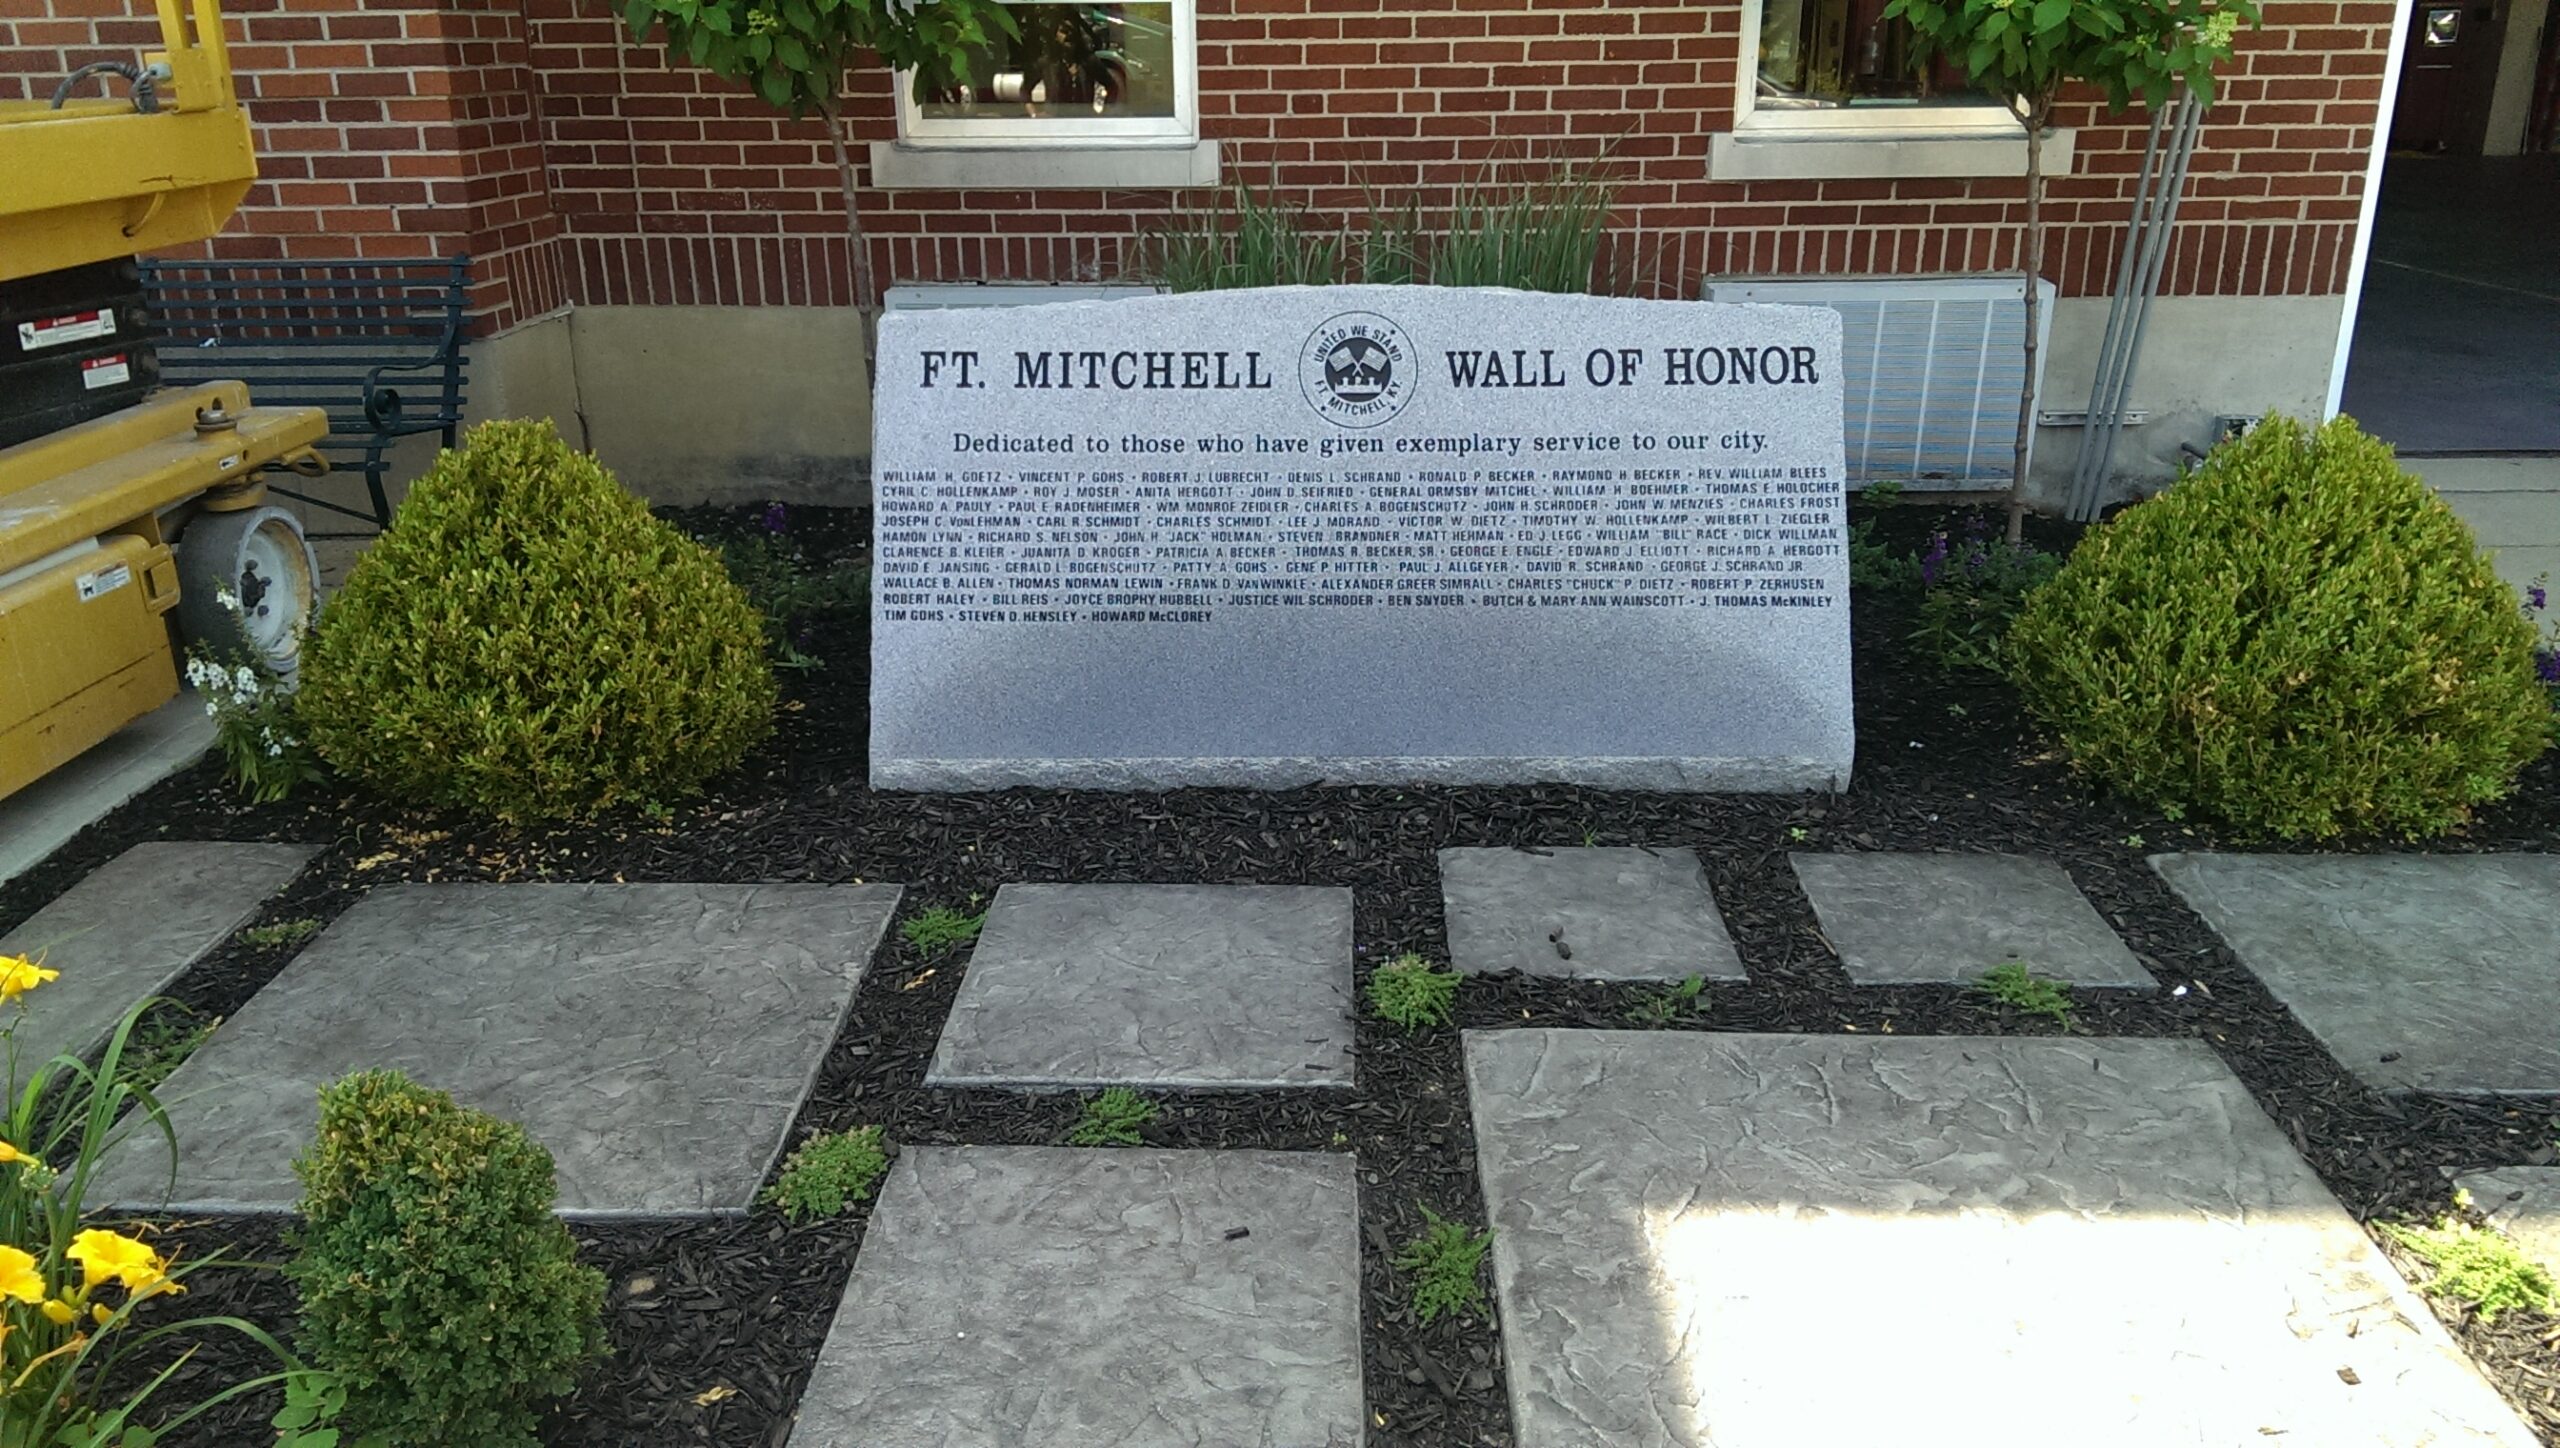 FT. MITCHELL UNITED WE STAND FT. MITCHELL, KY. WALL OF HONOR
Dedicated to those who have given exemplary service to our city.
WILLIAM H. GOETZ • VINCENT P. GOHS • ROBERT J. LUBRECHT • DENIS L. SCHRAND • RONALD P. BECKER • RAYMOND H. BECKER • REV. WILLIAM BLEES
CYRIL C. HOLLENKAMP • ROY J. MOSER • ANITA HERGOTT • JOHN D. SEIFRIED • GENERAL ORMSBY MITCHEL • WILLIAM H. BOEHMER • THOMAS E. HOLOCHER
HOWARD A. PAULY • PAUL E. RADENHEIMER • WM MONROE ZEIDLER • CHARLES A. BOGENSCHUTZ • JOHN H. SCHRODER • JOHN W. MENZIES • CHARLES FROST
JOSEPH C. VONLEHMAN • CARL R. SCHMIDT • CHARLES SCHMIDT • LEE J. MORAND • VICTOR W. DIETZ • TIMOTHY W. HOLLENKAMP • WILBERT L. ZIEGLER
HAMON LYNN • RICHARD S. NELSON • JOHN H. "JACK" HOLMAN • STEVEN J. BRANDNER • MATT HEHMAN • ED J. LEGG • WILLIAM "BILL" RACE • DICK WILLMAN
CLARENCE B. KLEIER • JUANITA D. KROGER • PATRICIA A. BECKER • THOMAS R. BECKER, SR. • GEORGE E. ENGLE • EDWARD J. ELLIOTT • RICHARD A. HERGOTT
DAVID E. JANSING • GERALD L. BOGENSCHUTZ • PATTY A. GOHS • GENE P. HITTER • PAUL J. ALLGEYER • DAVID R. SCHRAND • GEORGE J. SCHRAND JR.
WALLACE B. ALLEN • THOMAS NORMAN LEWIN • FRANK D. VANWINKLE • ALEXANDER GREER SIMRALL • CHARLES "CHUCK" P. DIETZ • ROBERT P. ZERHUSEN
ROBERT HALEY • BILL REIS • JOYCE BROPHY HUBBELL • JUSTICE WIL SCHRODER • BEN SNYDER • BUTCH & MARY ANN WAINSCOTT • J. THOMAS McKINLEY
TIM GOHS • STEVEN D. HENSLEY • HOWARD McCLOREY